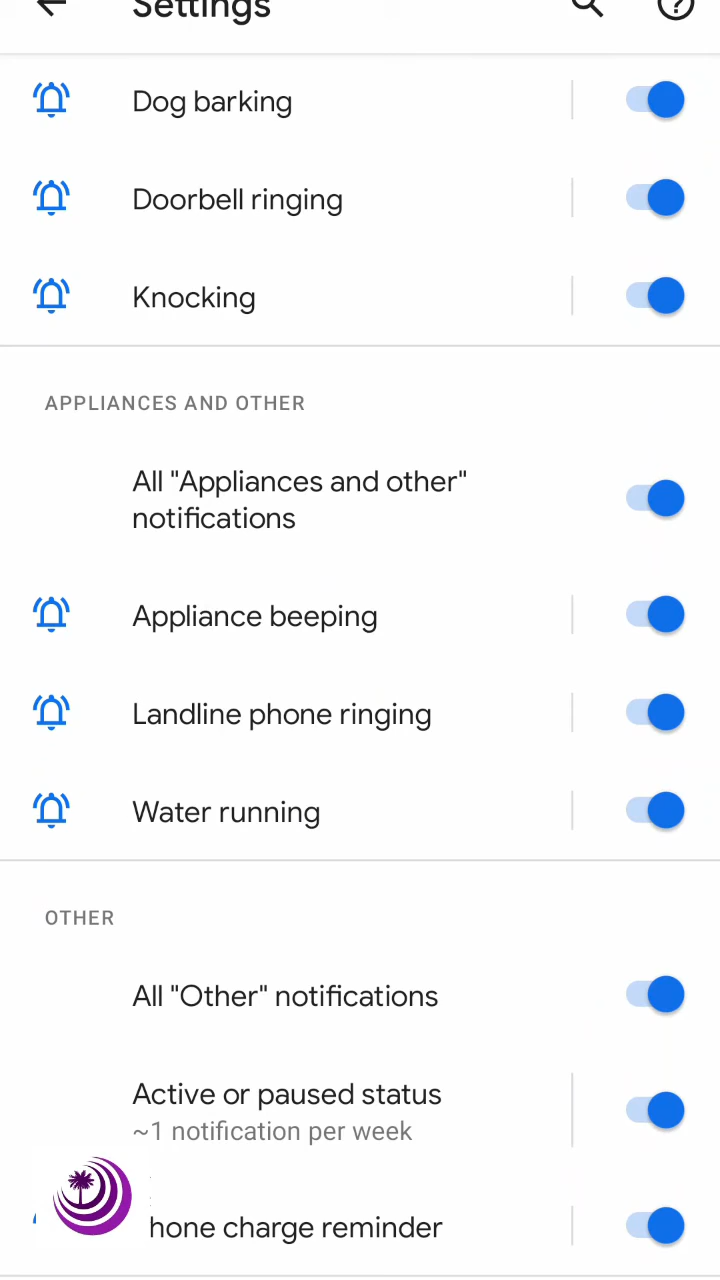 Settings
Dog barking
Doorbell ringing
Knocking
APPLIANCES AND OTHER
All "Appliances and other"
notifications
Appliance beeping
Landline phone ringing
Water running
OTHER
All "Other" notifications
Active or paused status
~1 notification per week
hone charge reminder